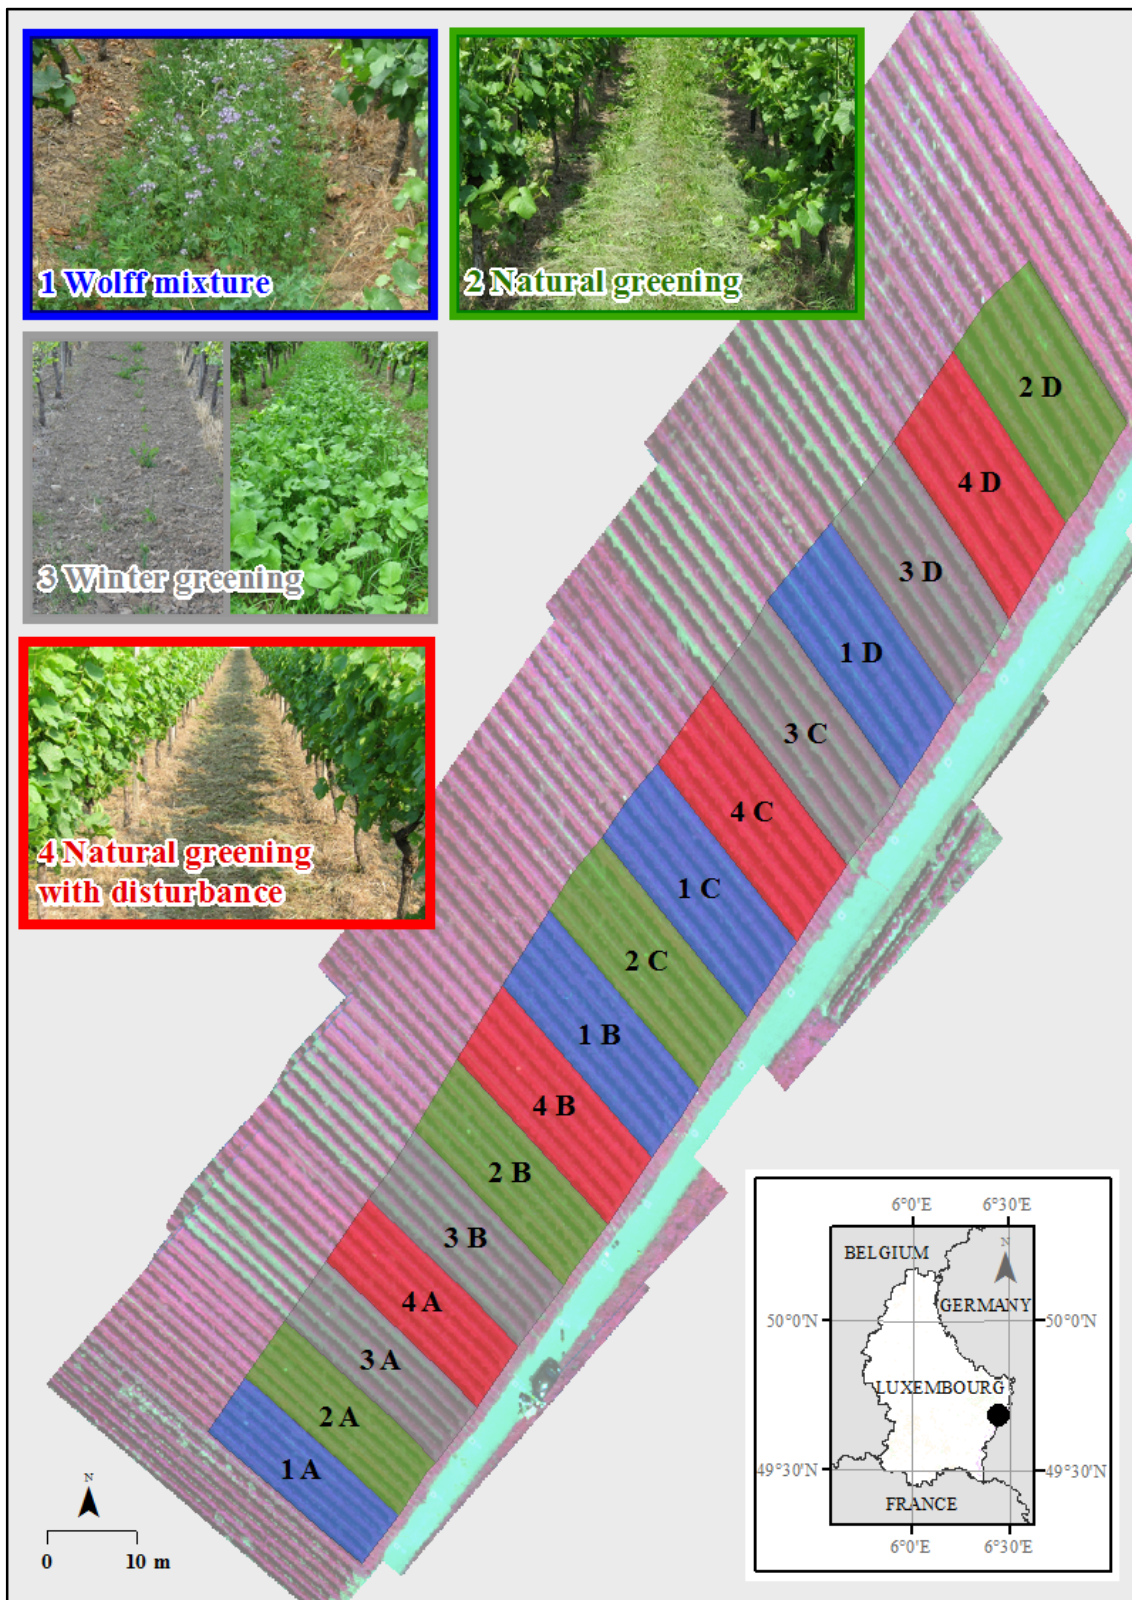 1 Wolff mixture
2 Natural greening
3 Winter greening
4 Natural greening
with disturbance
2 D
4 D
3 D
1 D
3 C
4 C
1 C
2 C
1 B
4 B
2 B
3 B
4 A
3 A
2 A
1 A
N
0 10 m
6°0'E 6°30'E
N
BELGIUM
GERMANY
50°0'N 50°0'N
LUXEMBOURG
49°30'N 49°30'N
FRANCE
6°0'E 6°30'E